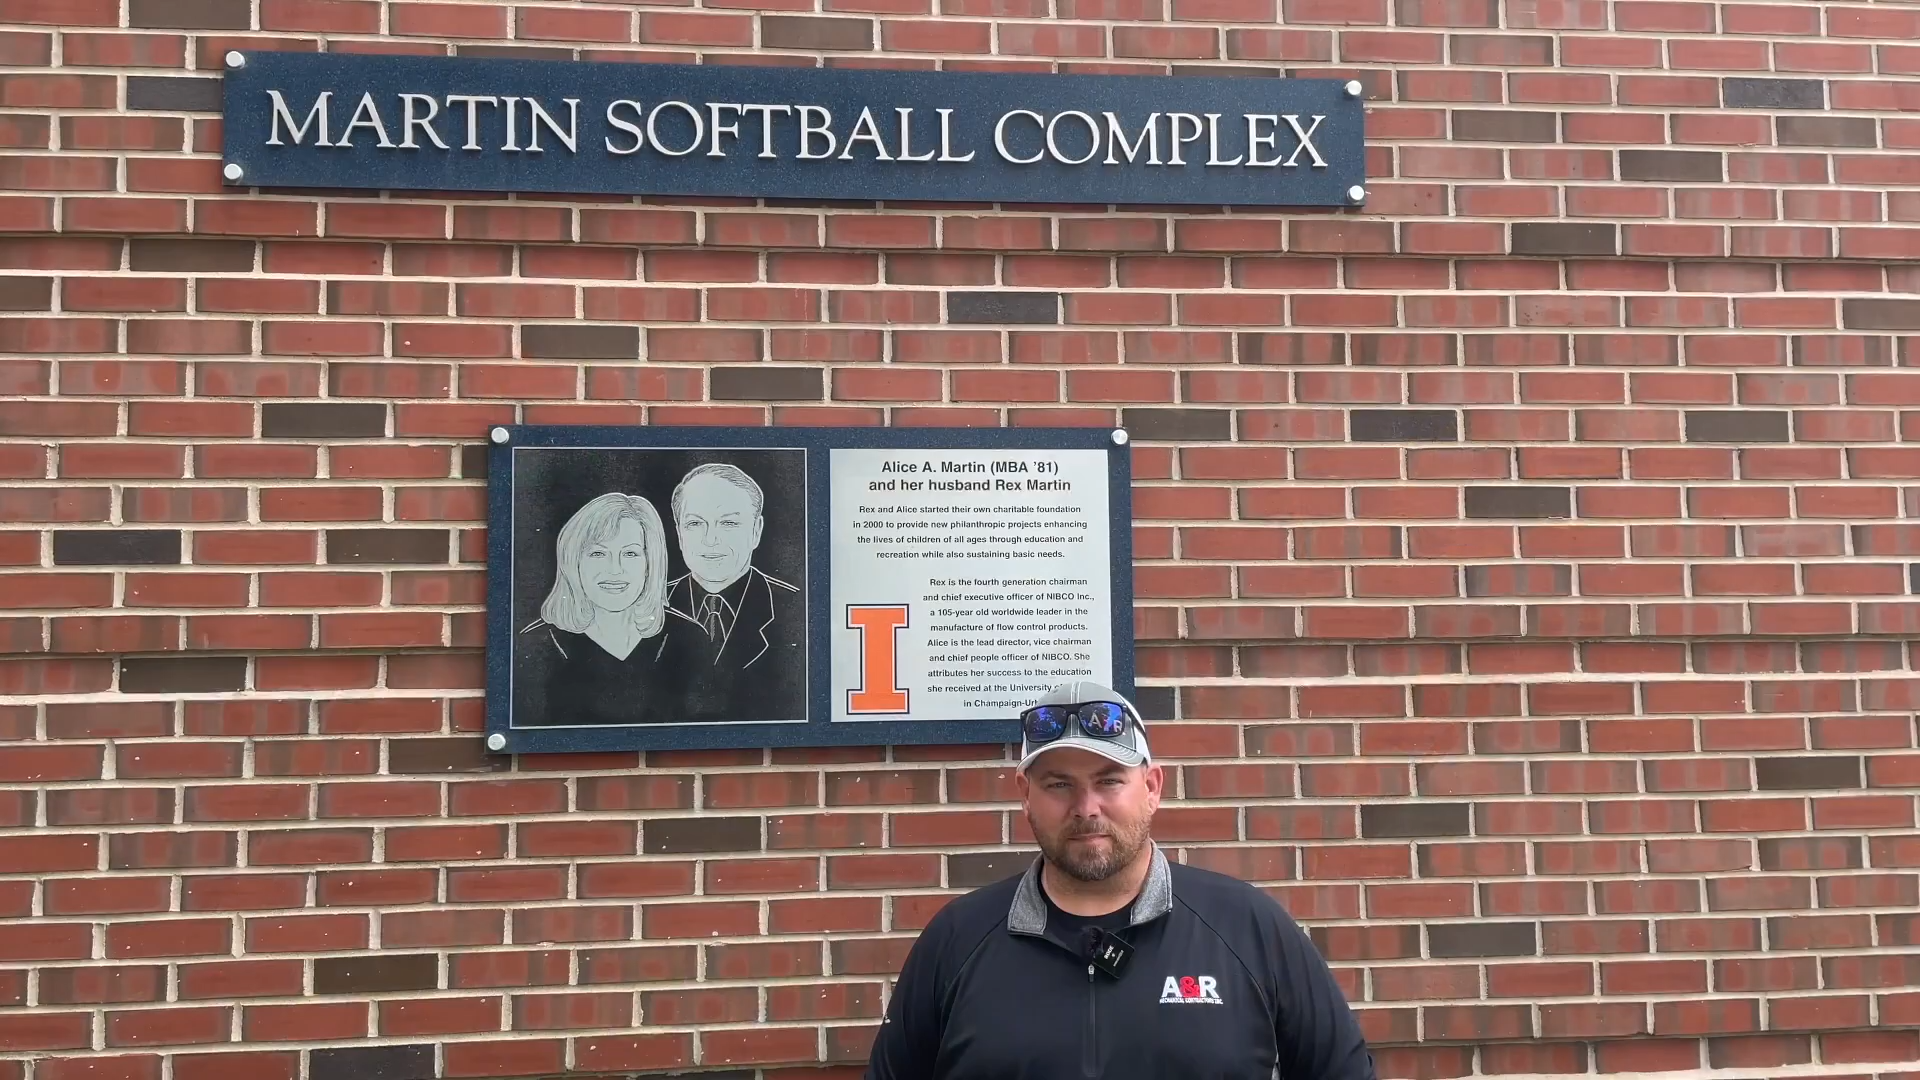 MARTIN SOFTBALL COMPLEX
Alice A. Martin (MBA '81)
and her husband Rex Martin
Rex and Alice started their own charitable foundation
in 2000 to provide new philanthropic projects enhancing
the lives of children of all ages through education and
recreation while also sustaining basic needs.
Rex is the fourth generation chairman
and chief executive officer of NIBCO Inc.,
a 105-year old worldwide leader in the
manufacture of flow control products.
Alice is the lead director, vice chairman
and chief people officer of NIBCO. She
attributes her success to the education
she received at the University
in Champaign-Ur
I
A R
RODE
A&R
MECHANICAL CONTRACTORS INC.